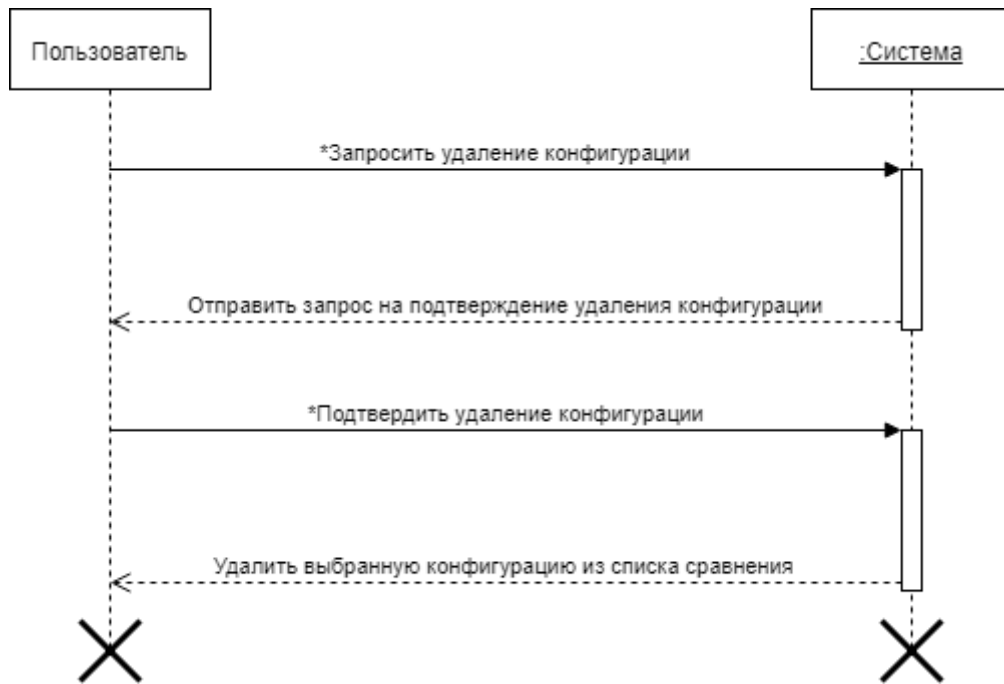 Пользователь
:Система
*Запросить удаление конфигурации
Отправить запрос на подтверждение удаления конфигурации
*Подтвердить удаление конфигурации
Удалить выбранную конфигурацию из списка сравнения